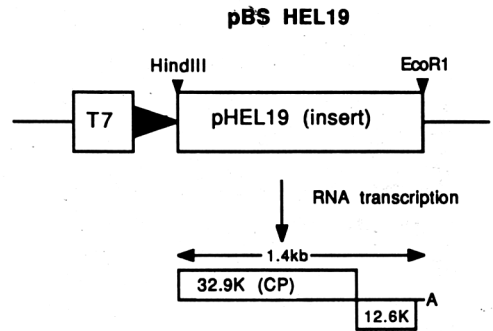 pBS HEL19
HindIII
EcoR1
T7
pHEL19 (insert)
RNA transcription
1.4kb
32.9K (CP)
A
12.6K